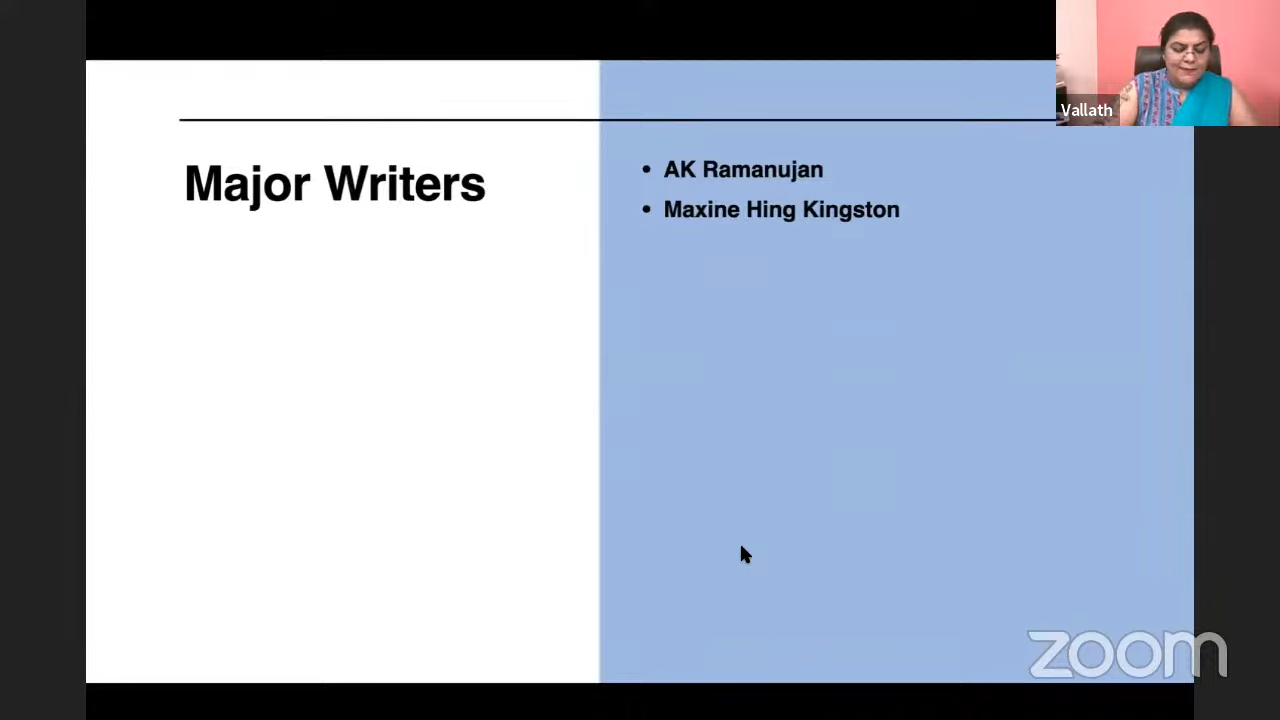 Vallath
Major Writers
• AK Ramanujan
• Maxine Hing Kingston
zoom